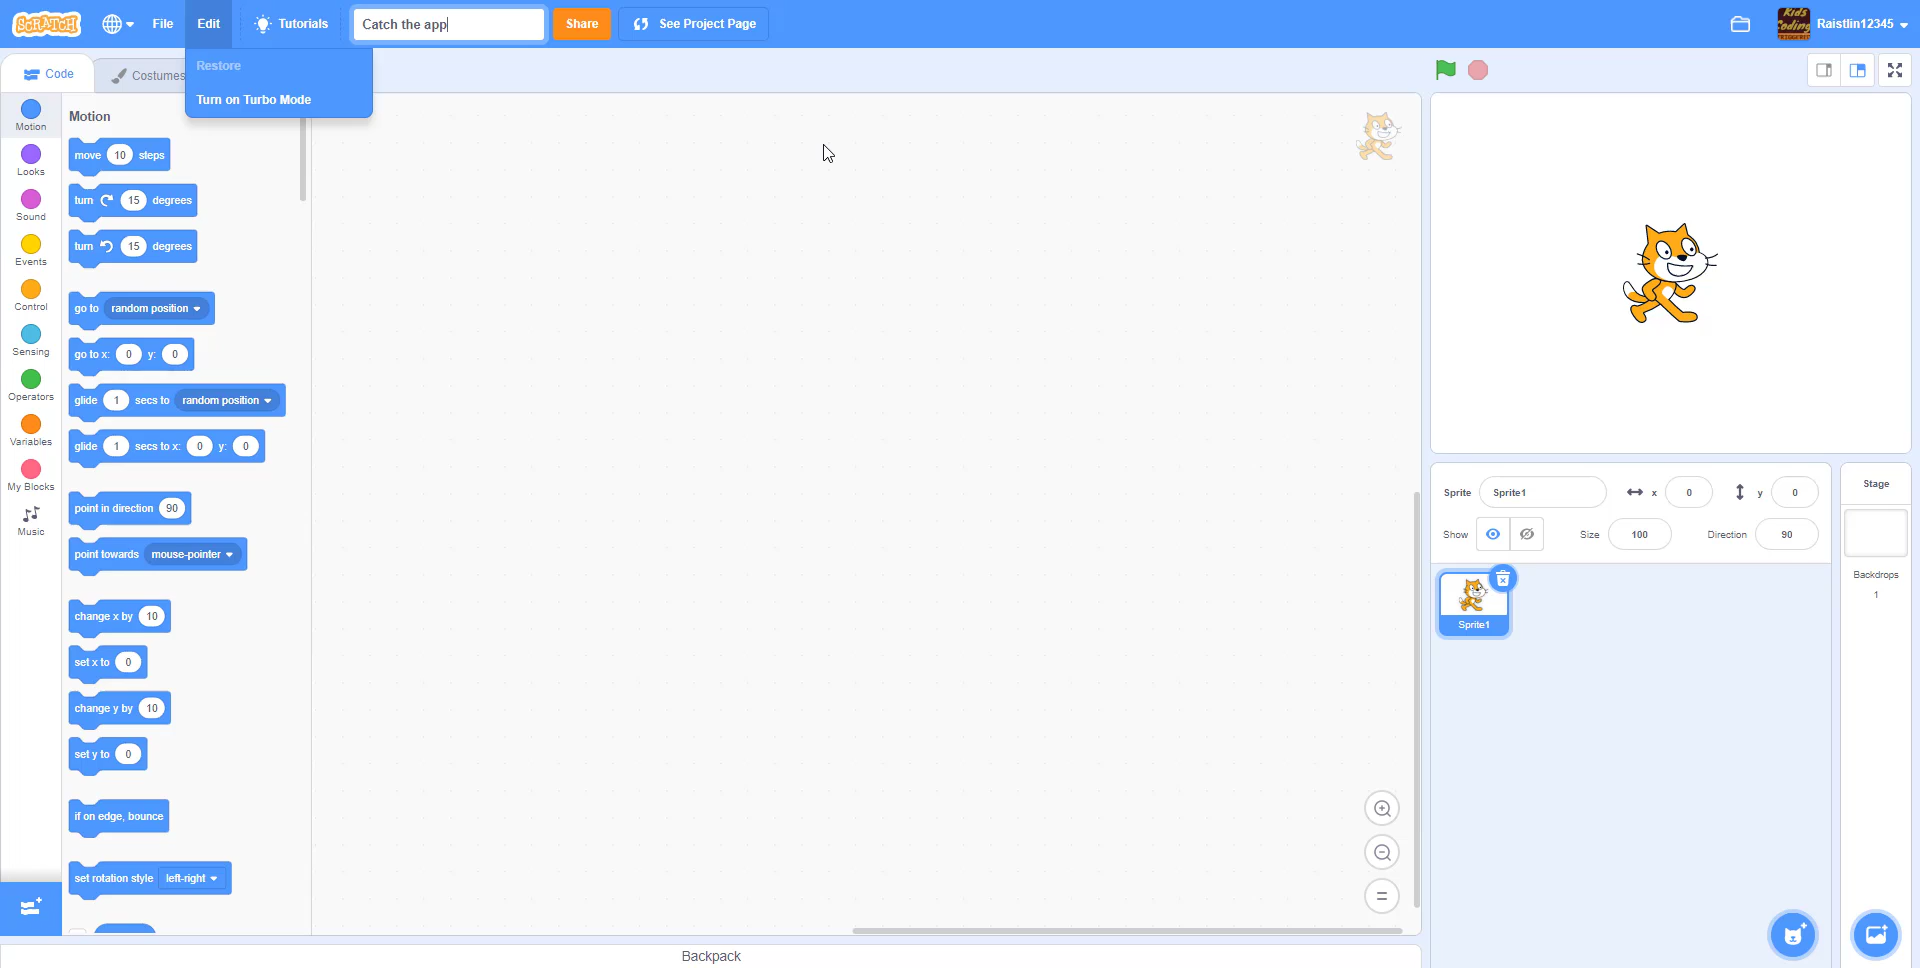 SCRATCH File Edit Tutorials Catch the app Share See Project Page Raistlin12345
Kids Coding
Restore
Turn on Turbo Mode
Code Costumes
Motion
Looks
Sound
Events
Control
Sensing
Operators
Variables
My Blocks
Music
Motion
move 10 steps
turn 15 degrees
turn 15 degrees
go to random position
go to x: 0 y: 0
glide 1 secs to random position
glide 1 secs to x: 0 y: 0
point in direction 90
point towards mouse-pointer
change x by 10
set x to 0
change y by 10
set y to 0
if on edge, bounce
set rotation style left-right
Backpack
Sprite Sprite1 x 0 y 0
Show Size 100 Direction 90
Sprite1
Stage
Backdrops
1